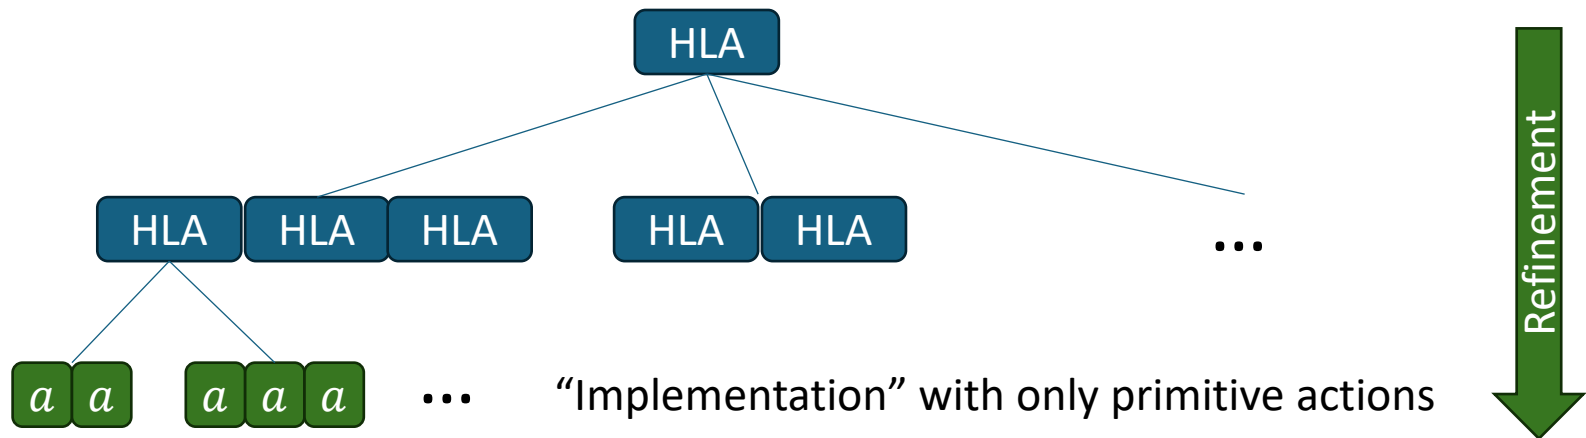 HLA
HLA HLA HLA HLA HLA ...
Refinement
a a a a a ... “Implementation” with only primitive actions